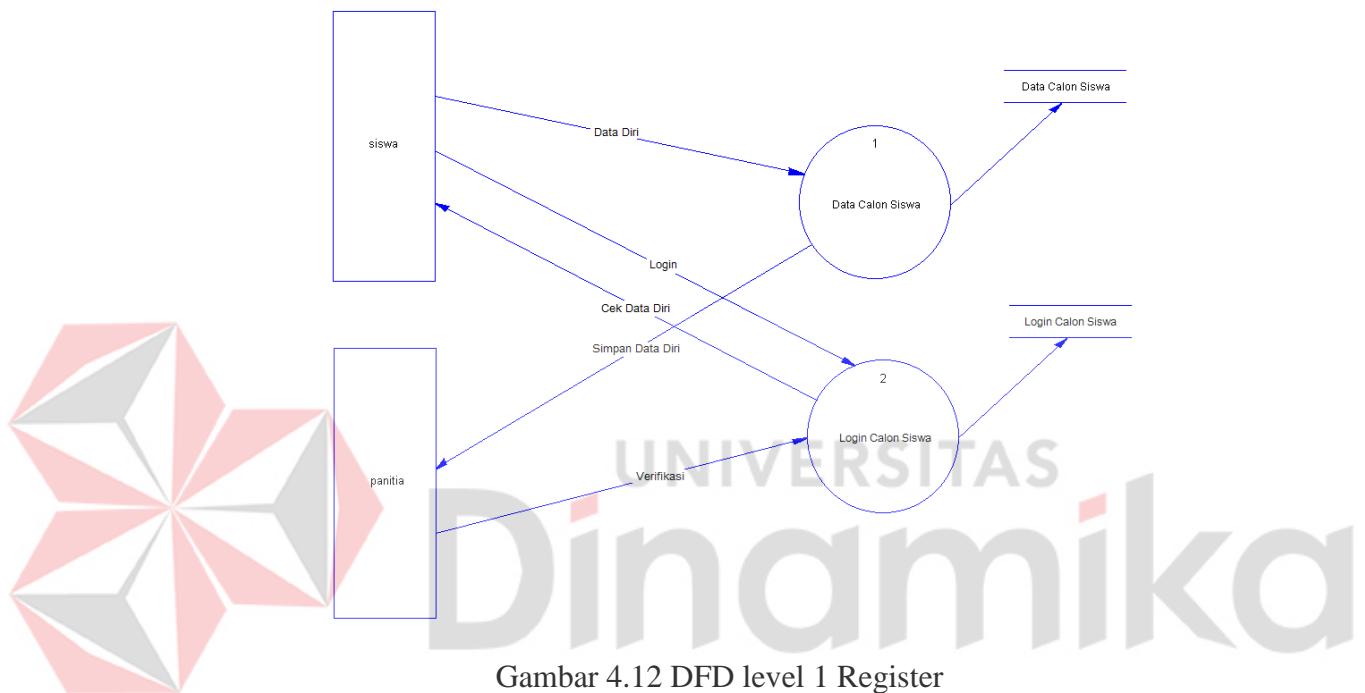 Data Calon Siswa
Data Diri
1
siswa
Data Calon Siswa
Login
Cek Data Diri
Login Calon Siswa
Simpan Data Diri
2
Login Calon Siswa
UNIVERSITAS
Verifikasi
panitia
Dinamika
Gambar 4.12 DFD level 1 Register